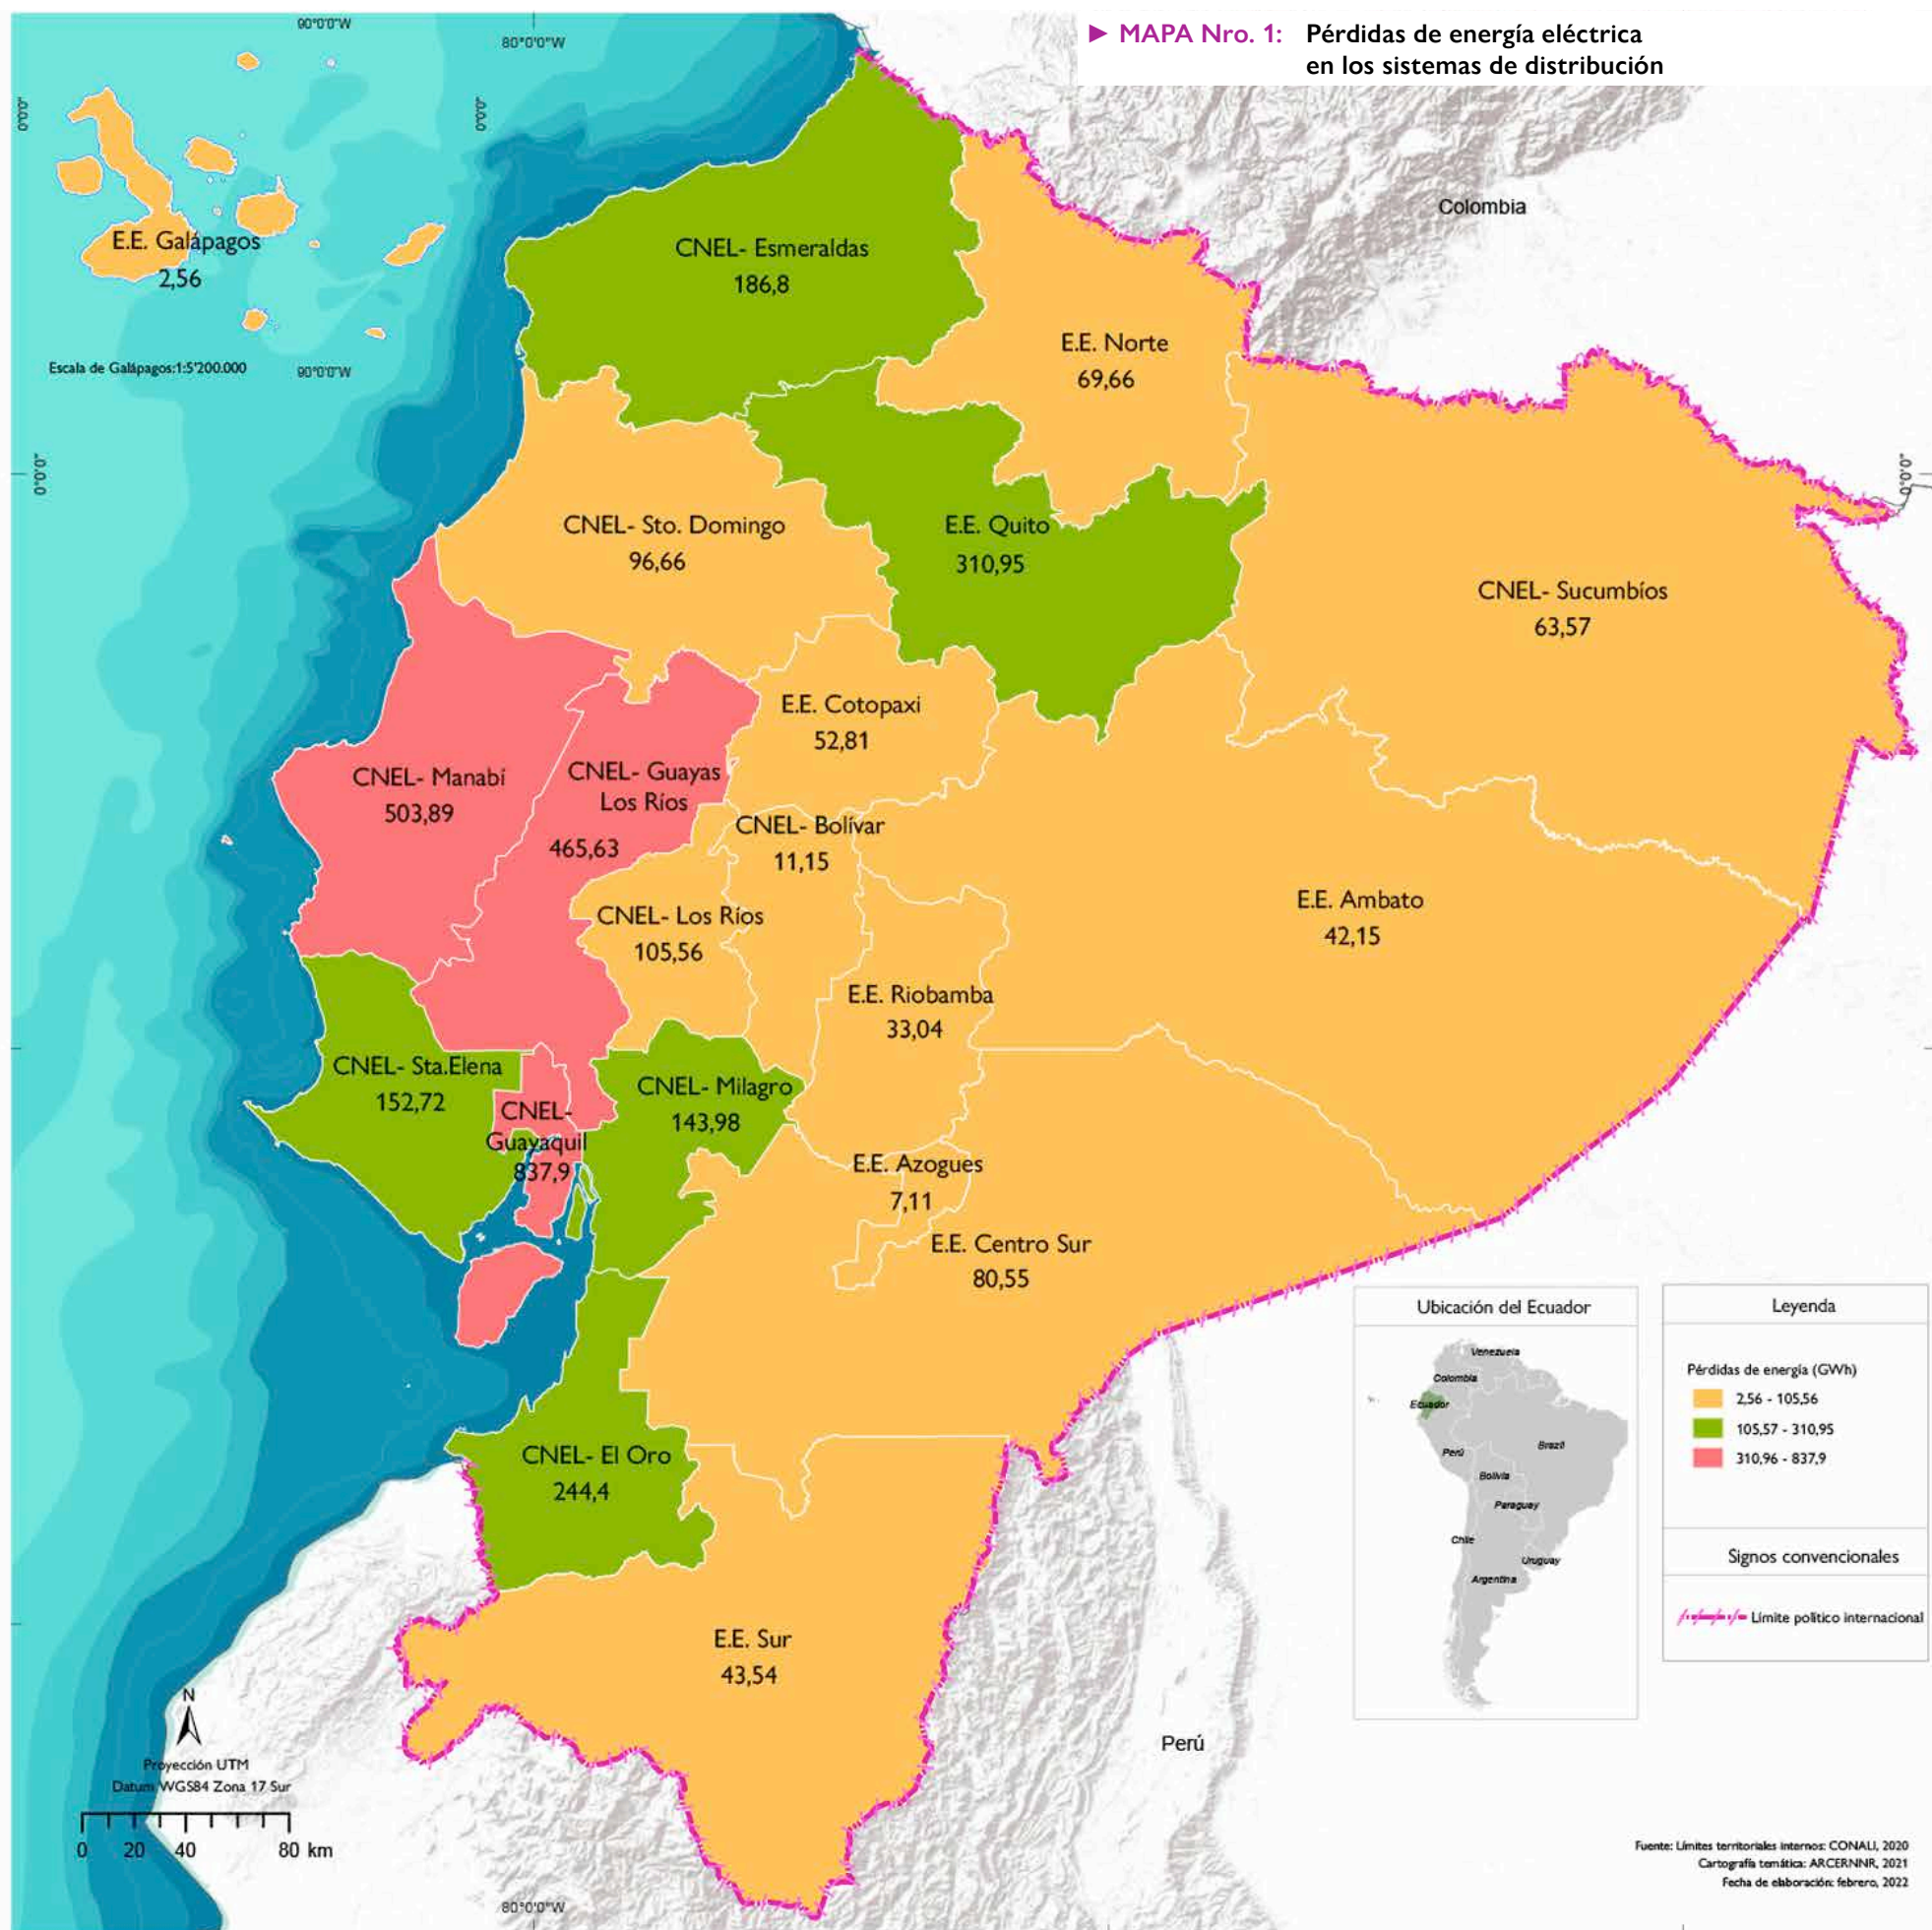 ► MAPA Nro. 1: Pérdidas de energía eléctrica
en los sistemas de distribución
90°0'0"W
80°0'0"W
0°0'0"
0°0'0"
Colombia
E.E. Galápagos
2,56
Escala de Galápagos:1:5'200.000
90°0'0"W
CNEL- Esmeraldas
186,8
E.E. Norte
69,66
0°0'0"
0°0'0"
CNEL- Sto. Domingo
96,66
E.E. Quito
310,95
CNEL- Sucumbíos
63,57
E.E. Cotopaxi
52,81
CNEL- Manabí
503,89
CNEL- Guayas
Los Ríos
465,63
CNEL- Bolívar
11,15
CNEL- Los Ríos
105,56
E.E. Ambato
42,15
E.E. Riobamba
33,04
CNEL- Sta.Elena
152,72
CNEL-
Guayaquil
837,9
CNEL- Milagro
143,98
E.E. Azogues
7,11
E.E. Centro Sur
80,55
CNEL- El Oro
244,4
E.E. Sur
43,54
Perú
Ubicación del Ecuador
Venezuela
Colombia
Ecuador
Perú
Brazil
Bolivia
Paraguay
Chile
Uruguay
Argentina
Leyenda
Pérdidas de energía (GWh)
2,56 - 105,56
105,57 - 310,95
310,96 - 837,9
Signos convencionales
Límite político internacional
N
Proyección UTM
Datum WGS84 Zona 17 Sur
0 20 40 80 km
80°0'0"W
Fuente: Límites territoriales internos: CONALI, 2020
Cartografía temática: ARCERNNR, 2021
Fecha de elaboración: febrero, 2022